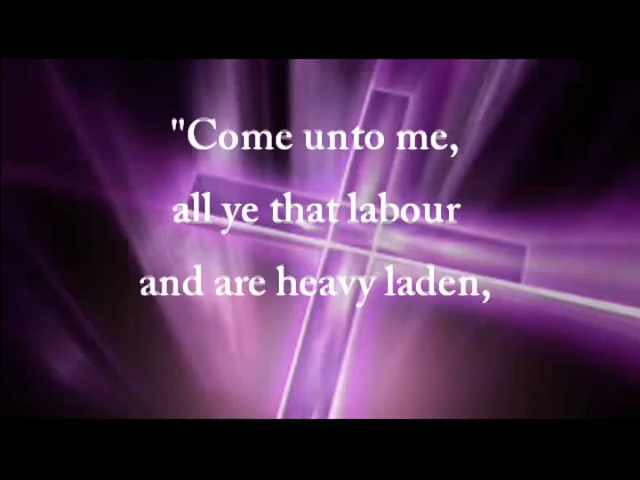 "Come unto me,
all ye that labour
and are heavy laden,